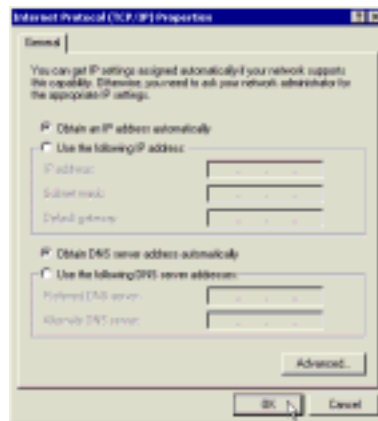 Internet Protocol (TCP/IP) Properties
General
You can get IP settings assigned automatically if your network supports
this capability. Otherwise, you need to ask your network administrator for
the appropriate IP settings.
Obtain an IP address automatically
Use the following IP address:
IP address:
Subnet mask:
Default gateway:
Obtain DNS server address automatically
Use the following DNS server addresses:
Preferred DNS server:
Alternate DNS server:
Advanced...
OK
Cancel